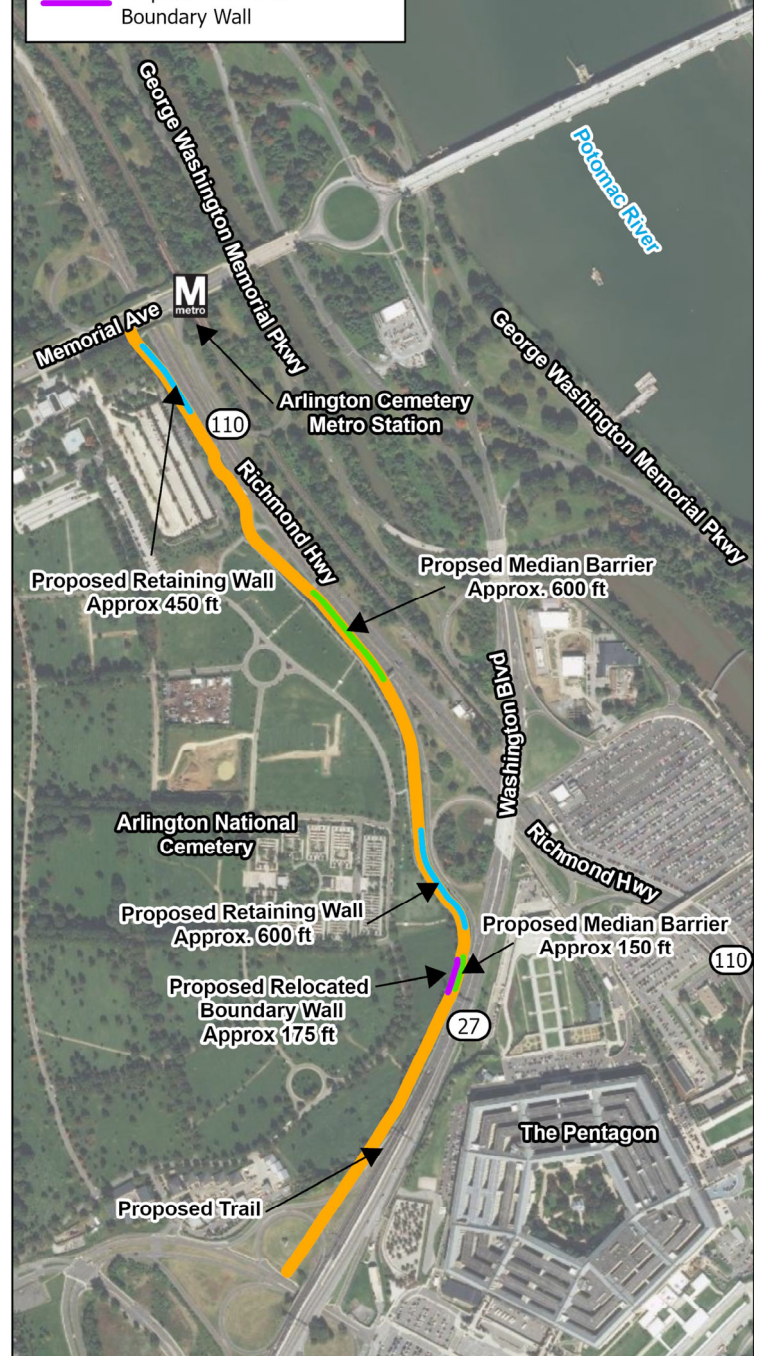 Boundary Wall
George Washington Memorial Pkwy
Potomac River
M
metro
Memorial Ave
George Washington Memorial Pkwy
Arlington Cemetery
Metro Station
110
Richmond Hwy
Propsed Median Barrier
Approx. 600 ft
Proposed Retaining Wall
Approx 450 ft
Washington Blvd
Arlington National
Cemetery
Richmond Hwy
Proposed Retaining Wall
Approx. 600 ft
Proposed Median Barrier
Approx 150 ft
110
Proposed Relocated
Boundary Wall
Approx 175 ft
27
The Pentagon
Proposed Trail